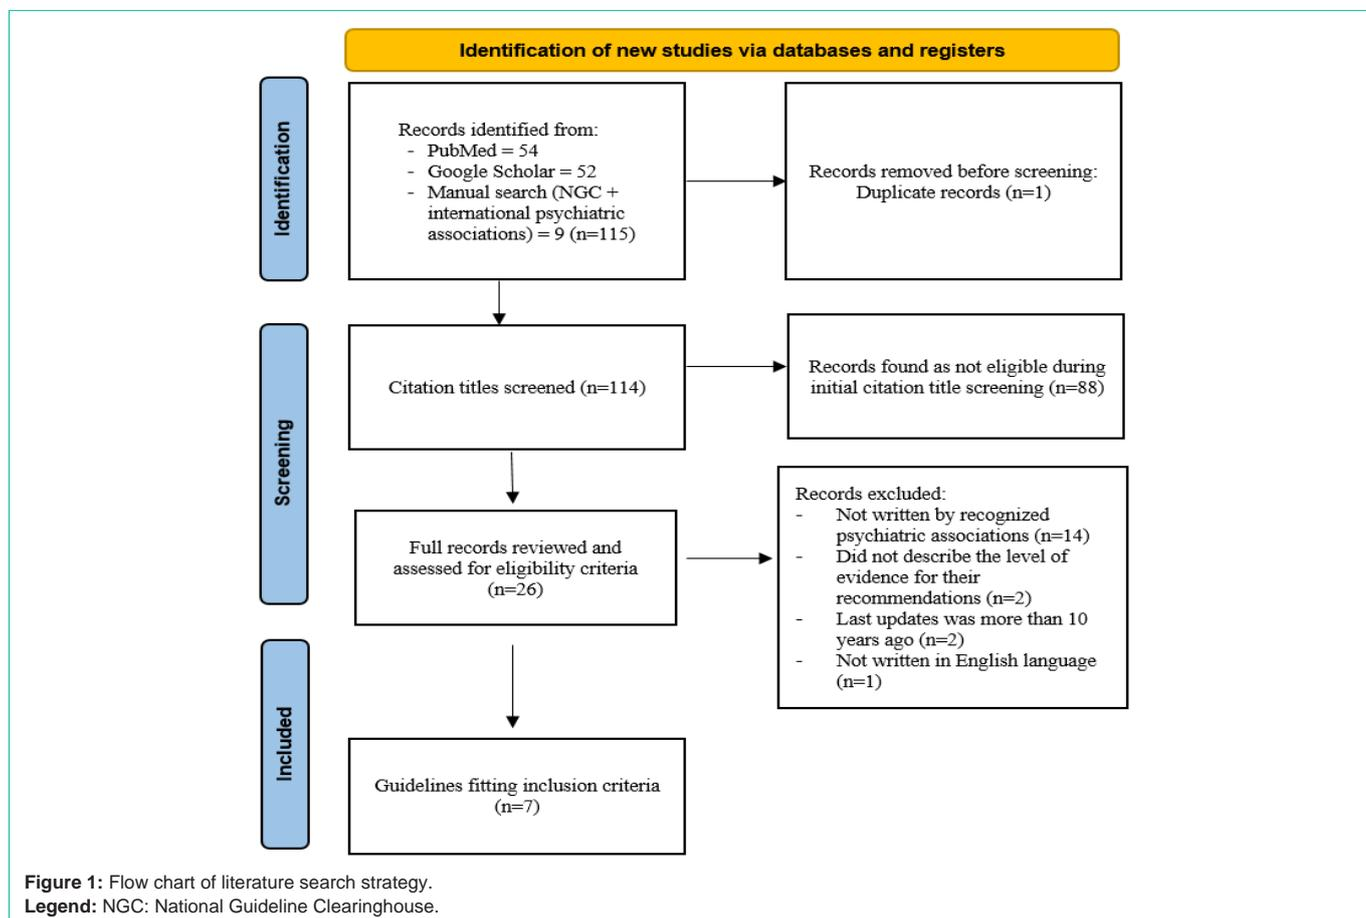 Identification of new studies via databases and registers
Identification
Records identified from:
- PubMed = 54
- Google Scholar = 52
- Manual search (NGC +
international psychiatric
associations) = 9 (n=115)
Records removed before screening:
Duplicate records (n=1)
Screening
Citation titles screened (n=114)
Records found as not eligible during
initial citation title screening (n=88)
Full records reviewed and
assessed for eligibility criteria
(n=26)
Records excluded:
- Not written by recognized
psychiatric associations (n=14)
- Did not describe the level of
evidence for their
recommendations (n=2)
- Last updates was more than 10
years ago (n=2)
- Not written in English language
(n=1)
Included
Guidelines fitting inclusion criteria
(n=7)
Figure 1: Flow chart of literature search strategy.
Legend: NGC: National Guideline Clearinghouse.